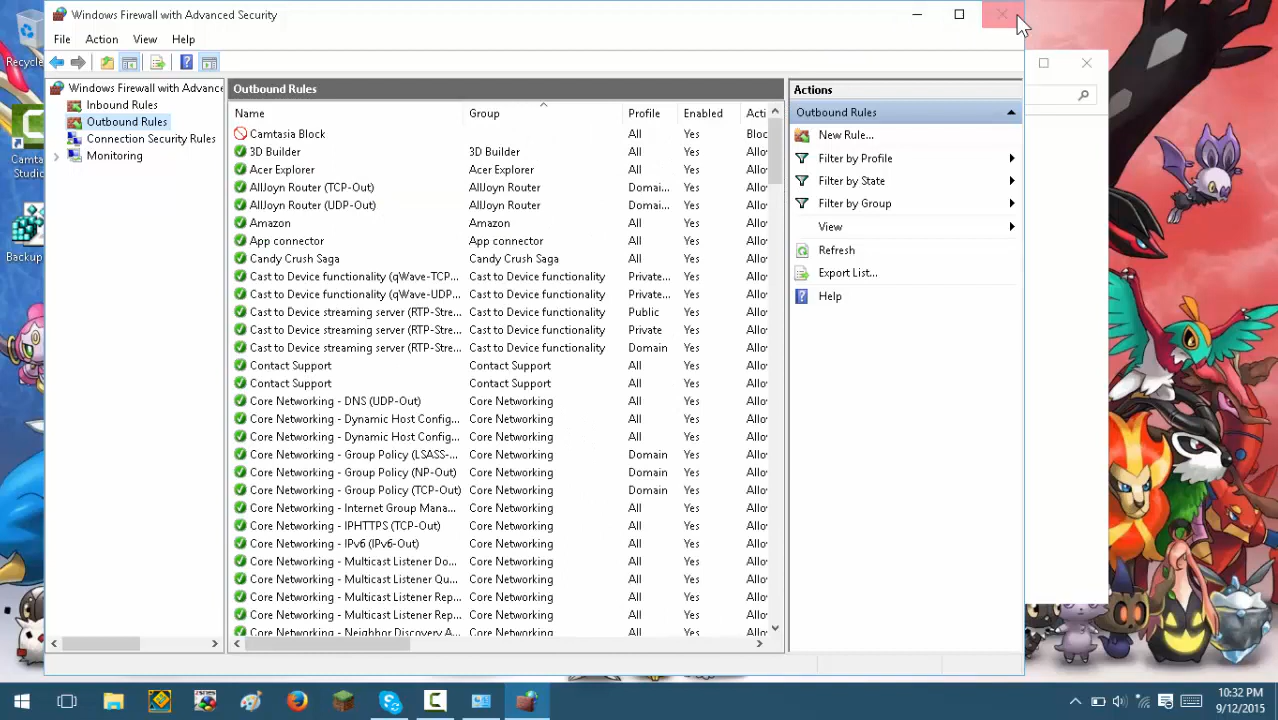 Windows Firewall with Advanced Security
File Action View Help
Windows Firewall with Advance
Inbound Rules
Outbound Rules
Connection Security Rules
Monitoring
Outbound Rules
Name Group Profile Enabled Acti
Camtasia Block All Yes Bloc
3D Builder 3D Builder All Yes Allo
Acer Explorer Acer Explorer All Yes Allo
AllJoyn Router (TCP-Out) AllJoyn Router Domai... Yes Allo
AllJoyn Router (UDP-Out) AllJoyn Router Domai... Yes Allo
Amazon Amazon All Yes Allo
App connector App connector All Yes Allo
Candy Crush Saga Candy Crush Saga All Yes Allo
Cast to Device functionality (qWave-TCP... Cast to Device functionality Private... Yes Allo
Cast to Device functionality (qWave-UDP... Cast to Device functionality Private... Yes Allo
Cast to Device streaming server (RTP-Stre... Cast to Device functionality Public Yes Allo
Cast to Device streaming server (RTP-Stre... Cast to Device functionality Private Yes Allo
Cast to Device streaming server (RTP-Stre... Cast to Device functionality Domain Yes Allo
Contact Support Contact Support All Yes Allo
Contact Support Contact Support All Yes Allo
Core Networking - DNS (UDP-Out) Core Networking All Yes Allo
Core Networking - Dynamic Host Config... Core Networking All Yes Allo
Core Networking - Dynamic Host Config... Core Networking All Yes Allo
Core Networking - Group Policy (LSASS-... Core Networking Domain Yes Allo
Core Networking - Group Policy (NP-Out) Core Networking Domain Yes Allo
Core Networking - Group Policy (TCP-Out) Core Networking Domain Yes Allo
Core Networking - Internet Group Mana... Core Networking All Yes Allo
Core Networking - IPHTTPS (TCP-Out) Core Networking All Yes Allo
Core Networking - IPv6 (IPv6-Out) Core Networking All Yes Allo
Core Networking - Multicast Listener Do... Core Networking All Yes Allo
Core Networking - Multicast Listener Qu... Core Networking All Yes Allo
Core Networking - Multicast Listener Rep... Core Networking All Yes Allo
Core Networking - Multicast Listener Rep... Core Networking All Yes Allo
Core Networking - Neighbor Discovery A... Core Networking All Yes Allo
Actions
Outbound Rules
New Rule...
Filter by Profile
Filter by State
Filter by Group
View
Refresh
Export List...
Help
Recycle
Camta
Studio
Backup
10:32 PM
9/12/2015